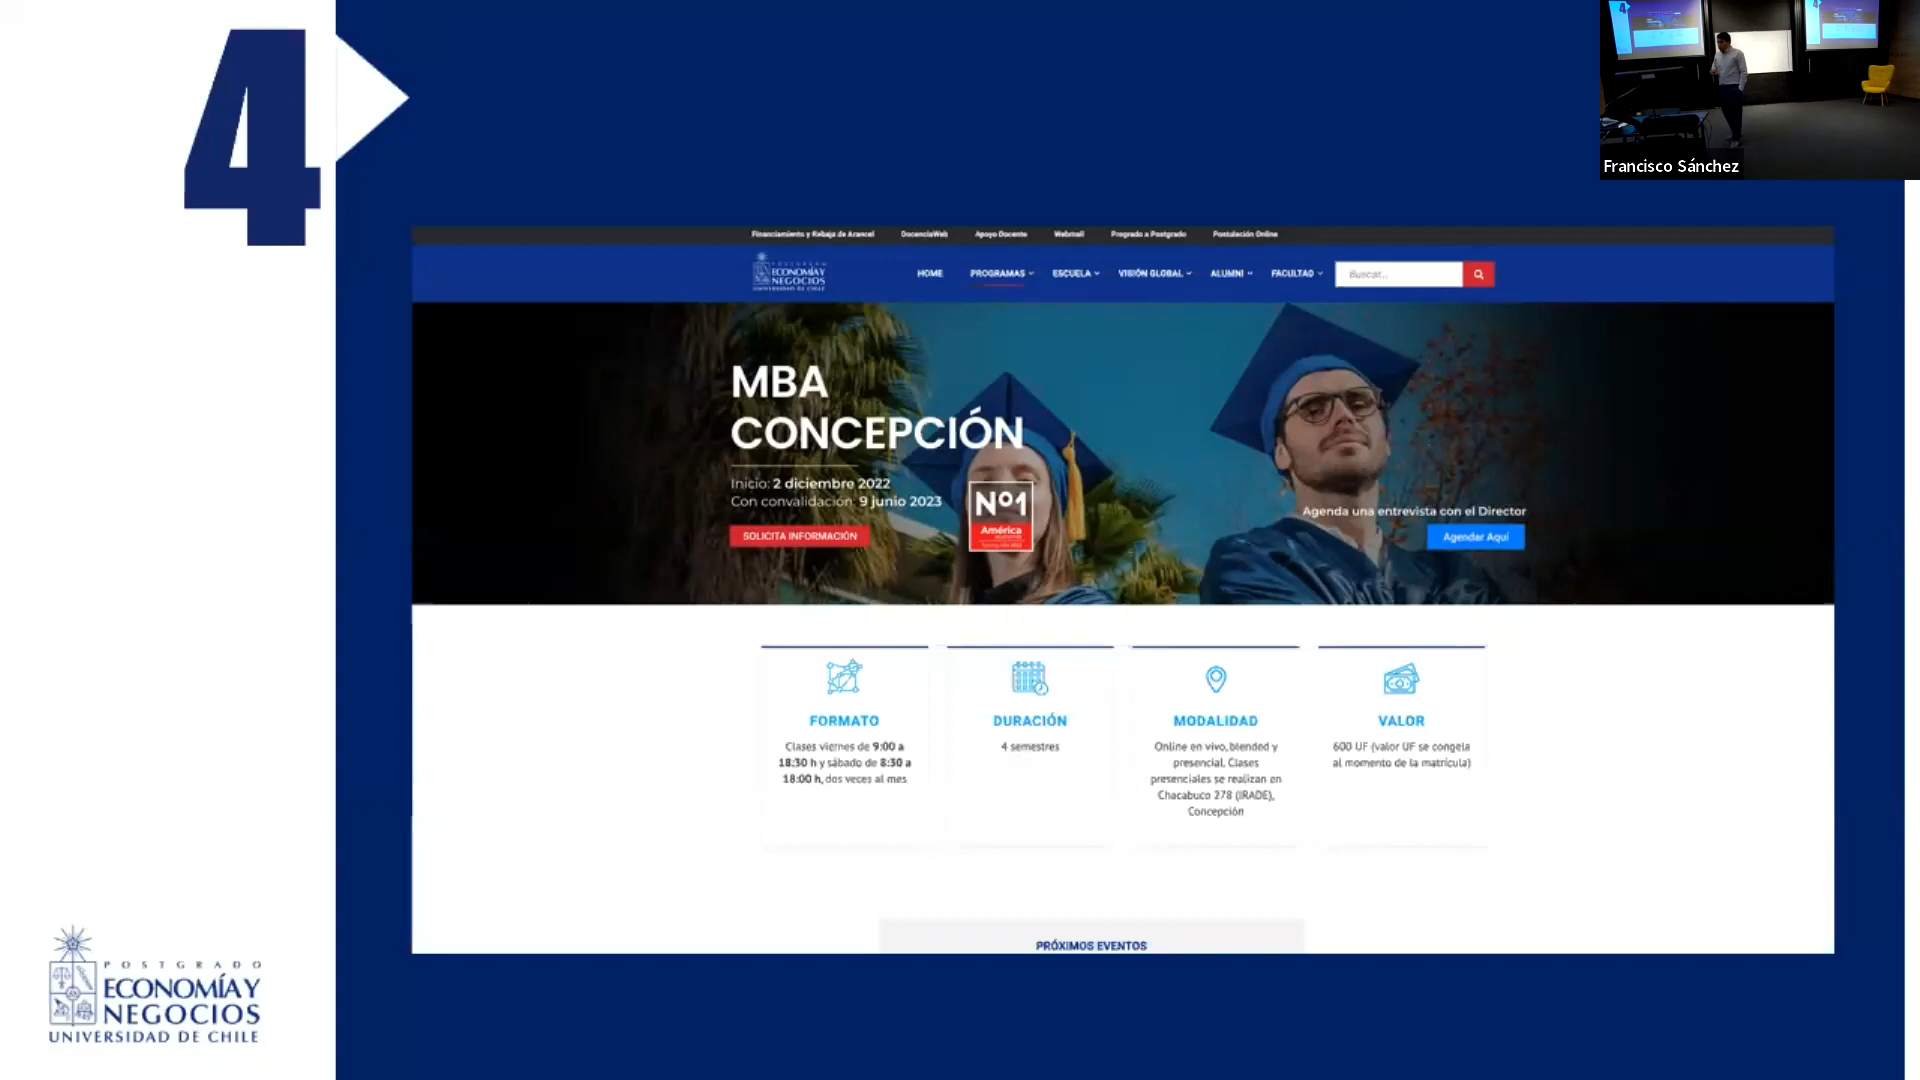 4
Francisco Sánchez
Financiamiento y Rebaja de Arancel DocenciaWeb Apoyo Docente Webmail Pregrado a Postgrado Postulación Online
POSTGRADO
ECONOMÍA Y
NEGOCIOS
UNIVERSIDAD DE CHILE
HOME PROGRAMAS ESCUELA VISIÓN GLOBAL ALUMNI FACULTAD Buscar...
MBA
CONCEPCIÓN
Inicio: 2 diciembre 2022
Con convalidación: 9 junio 2023
SOLICITA INFORMACIÓN
Nº1
América
Agenda una entrevista con el Director
Agendar Aquí
FORMATO
Clases viernes de 9:00 a
18:30 h y sábado de 8:30 a
18:00 h, dos veces al mes
DURACIÓN
4 semestres
MODALIDAD
Online en vivo, blended y
presencial. Clases
presenciales se realizan en
Chacabuco 278 (IRADE),
Concepción
VALOR
600 UF (valor UF se congela
al momento de la matrícula)
PRÓXIMOS EVENTOS
POSTGRADO
ECONOMÍA Y
NEGOCIOS
UNIVERSIDAD DE CHILE